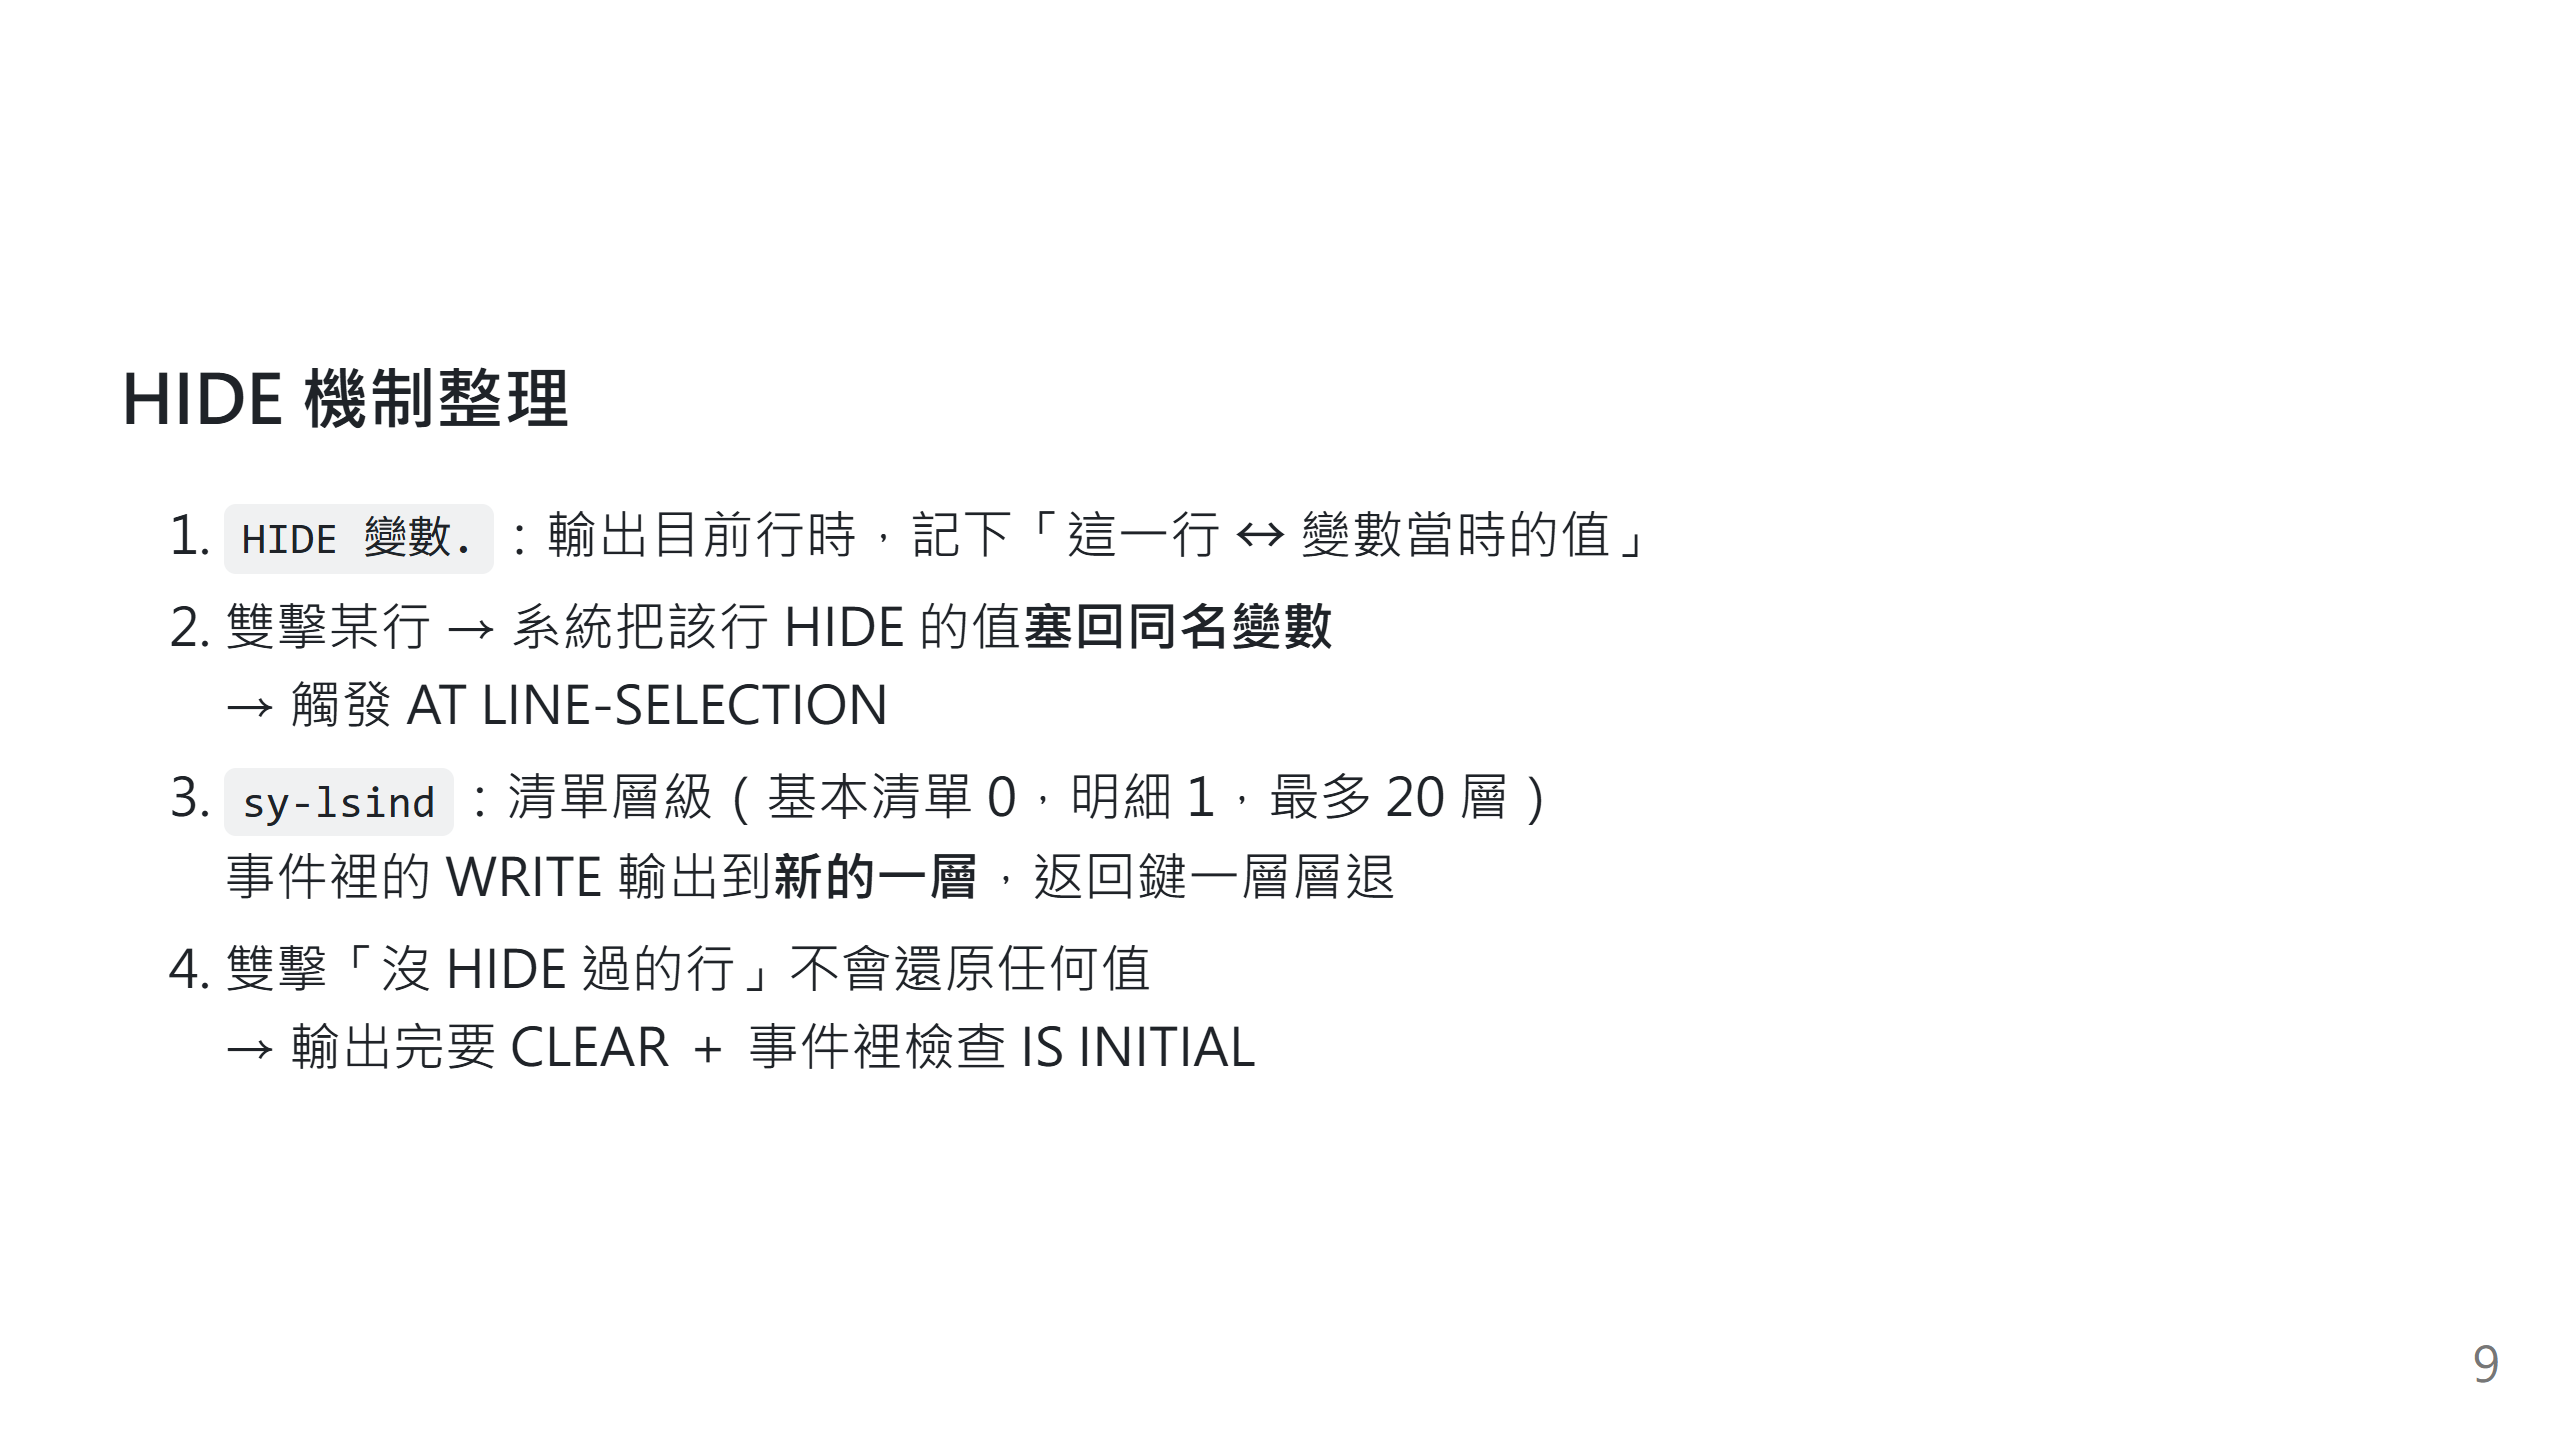 HIDE 機制整理
1. HIDE 變數. ：輸出目前行時，記下「這一行 ↔ 變數當時的值」
2. 雙擊某行 → 系統把該行 HIDE 的值塞回同名變數
→ 觸發 AT LINE-SELECTION
3. sy-lsind ：清單層級（基本清單 0，明細 1，最多 20 層）
事件裡的 WRITE 輸出到新的一層，返回鍵一層層退
4. 雙擊「沒 HIDE 過的行」不會還原任何值
→ 輸出完要 CLEAR ＋ 事件裡檢查 IS INITIAL
9